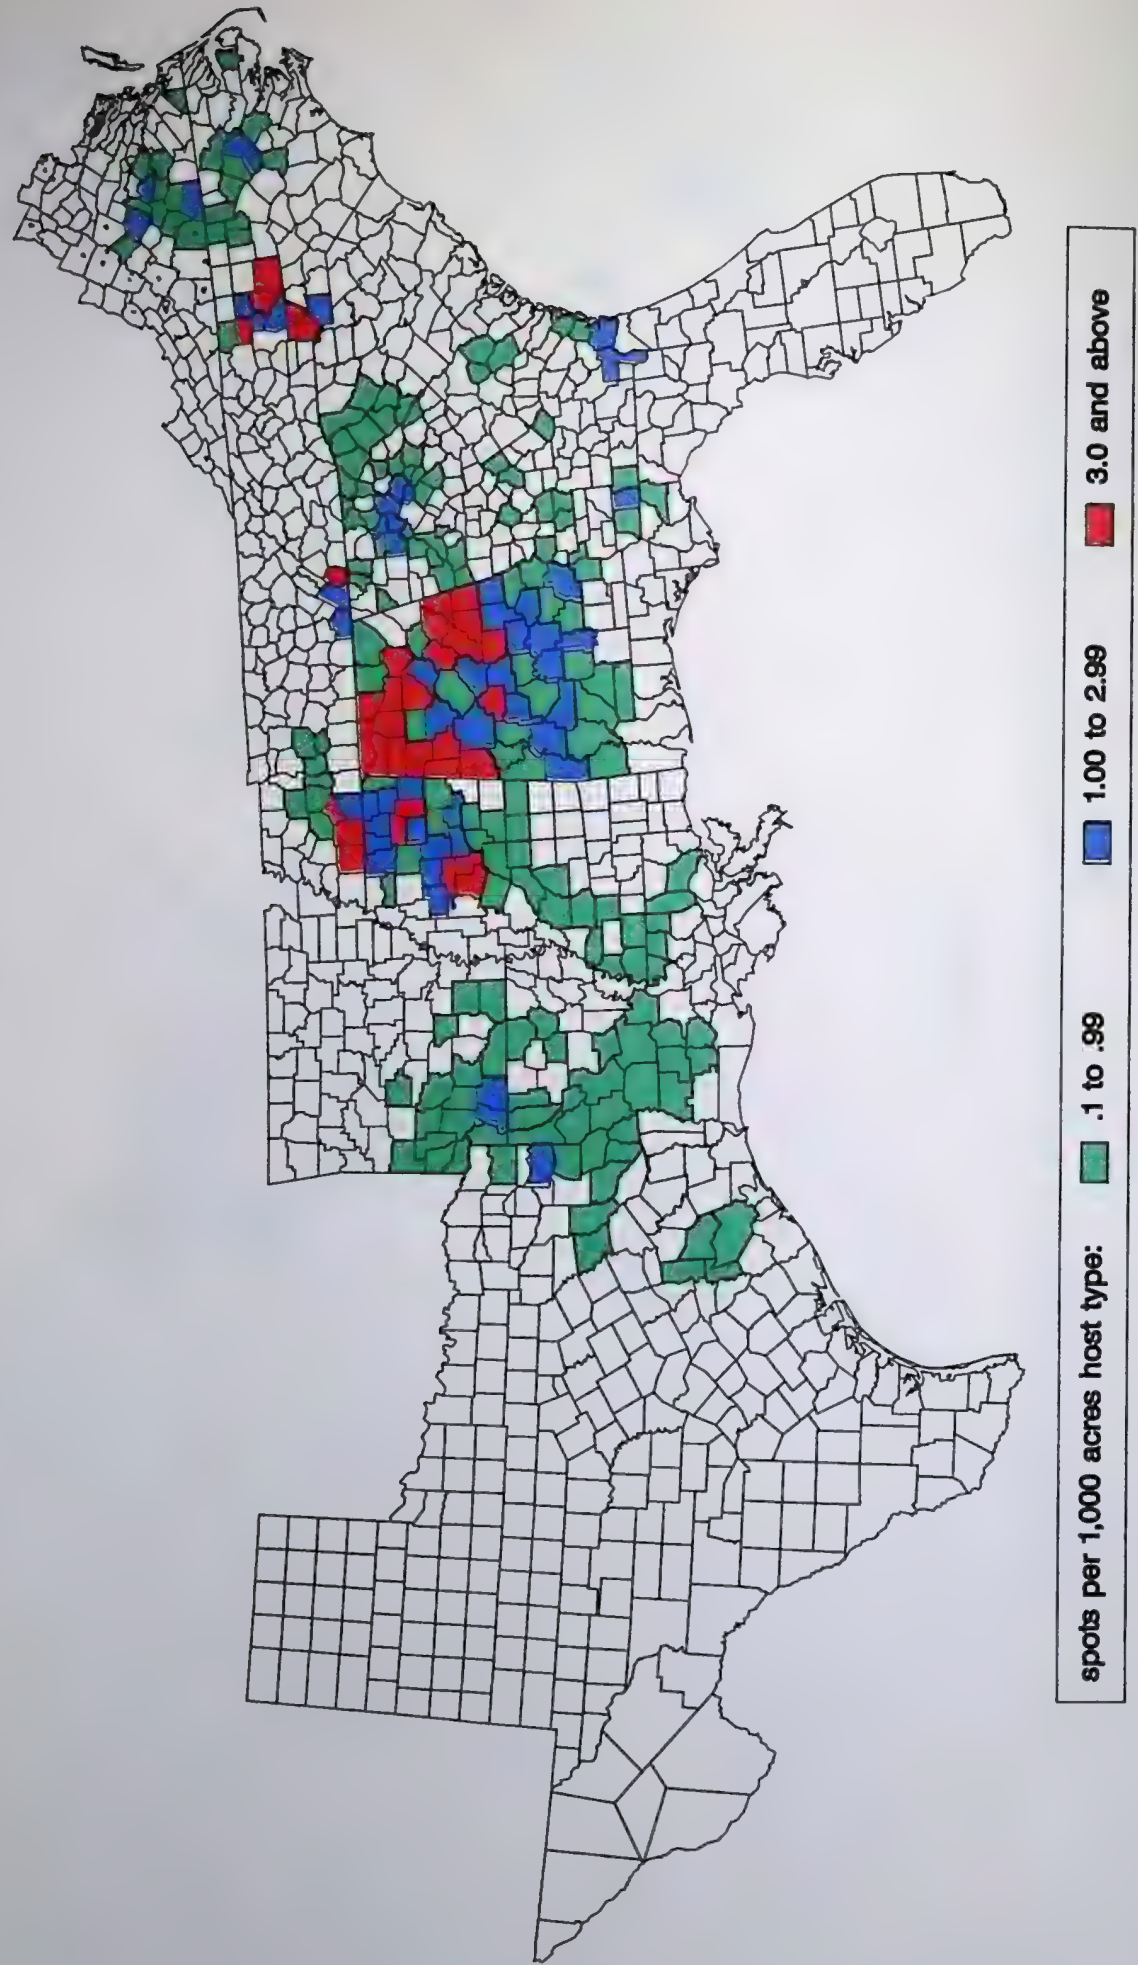 spots per 1,000 acres host type: .1 to .99 1.00 to 2.99 3.0 and above